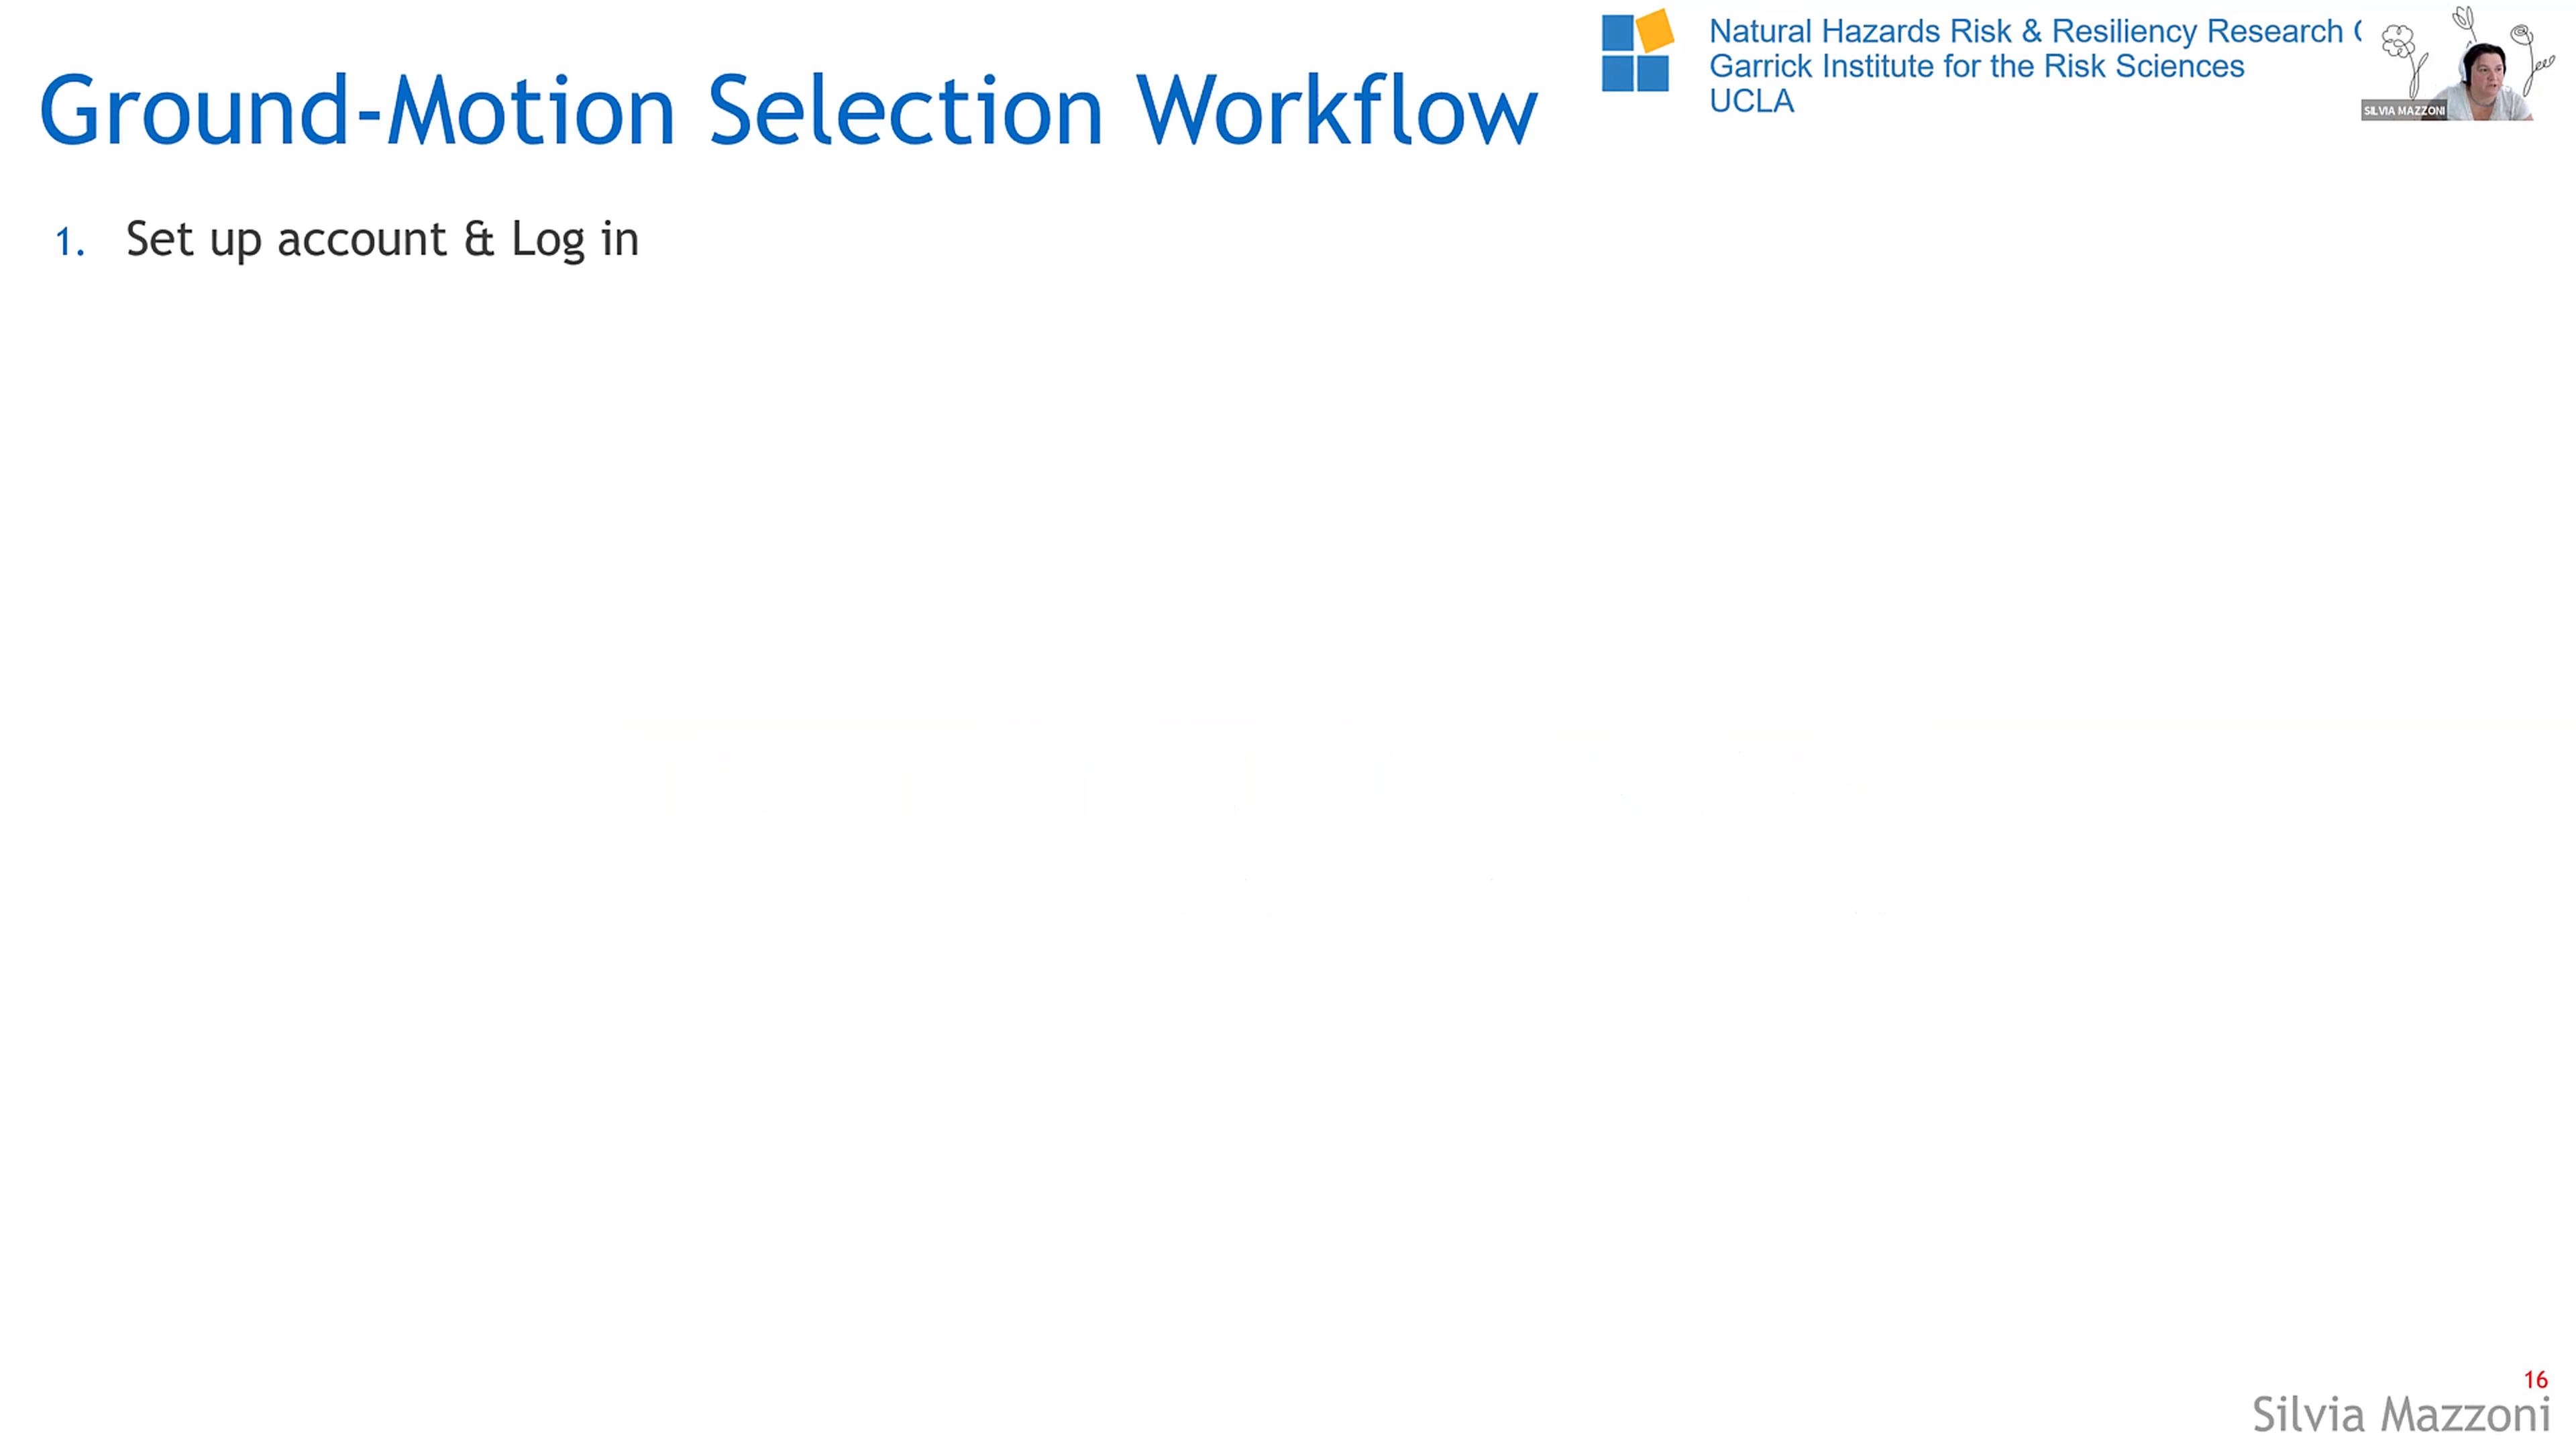 Ground-Motion Selection Workflow
Natural Hazards Risk & Resiliency Research
Garrick Institute for the Risk Sciences
UCLA
SILVIA MAZZONI
1. Set up account & Log in
16
Silvia Mazzoni